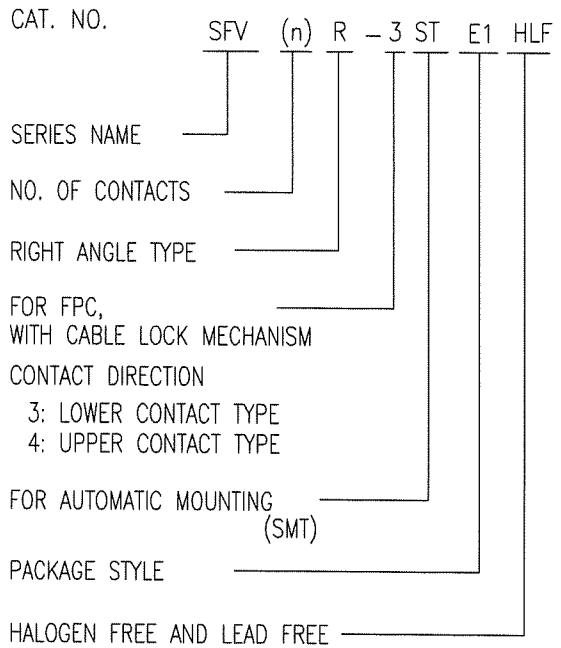 CAT. NO.
SFV (n) R - 3 ST E1 HLF
SERIES NAME
NO. OF CONTACTS
RIGHT ANGLE TYPE
FOR FPC,
WITH CABLE LOCK MECHANISM
CONTACT DIRECTION
3: LOWER CONTACT TYPE
4: UPPER CONTACT TYPE
FOR AUTOMATIC MOUNTING
(SMT)
PACKAGE STYLE
HALOGEN FREE AND LEAD FREE